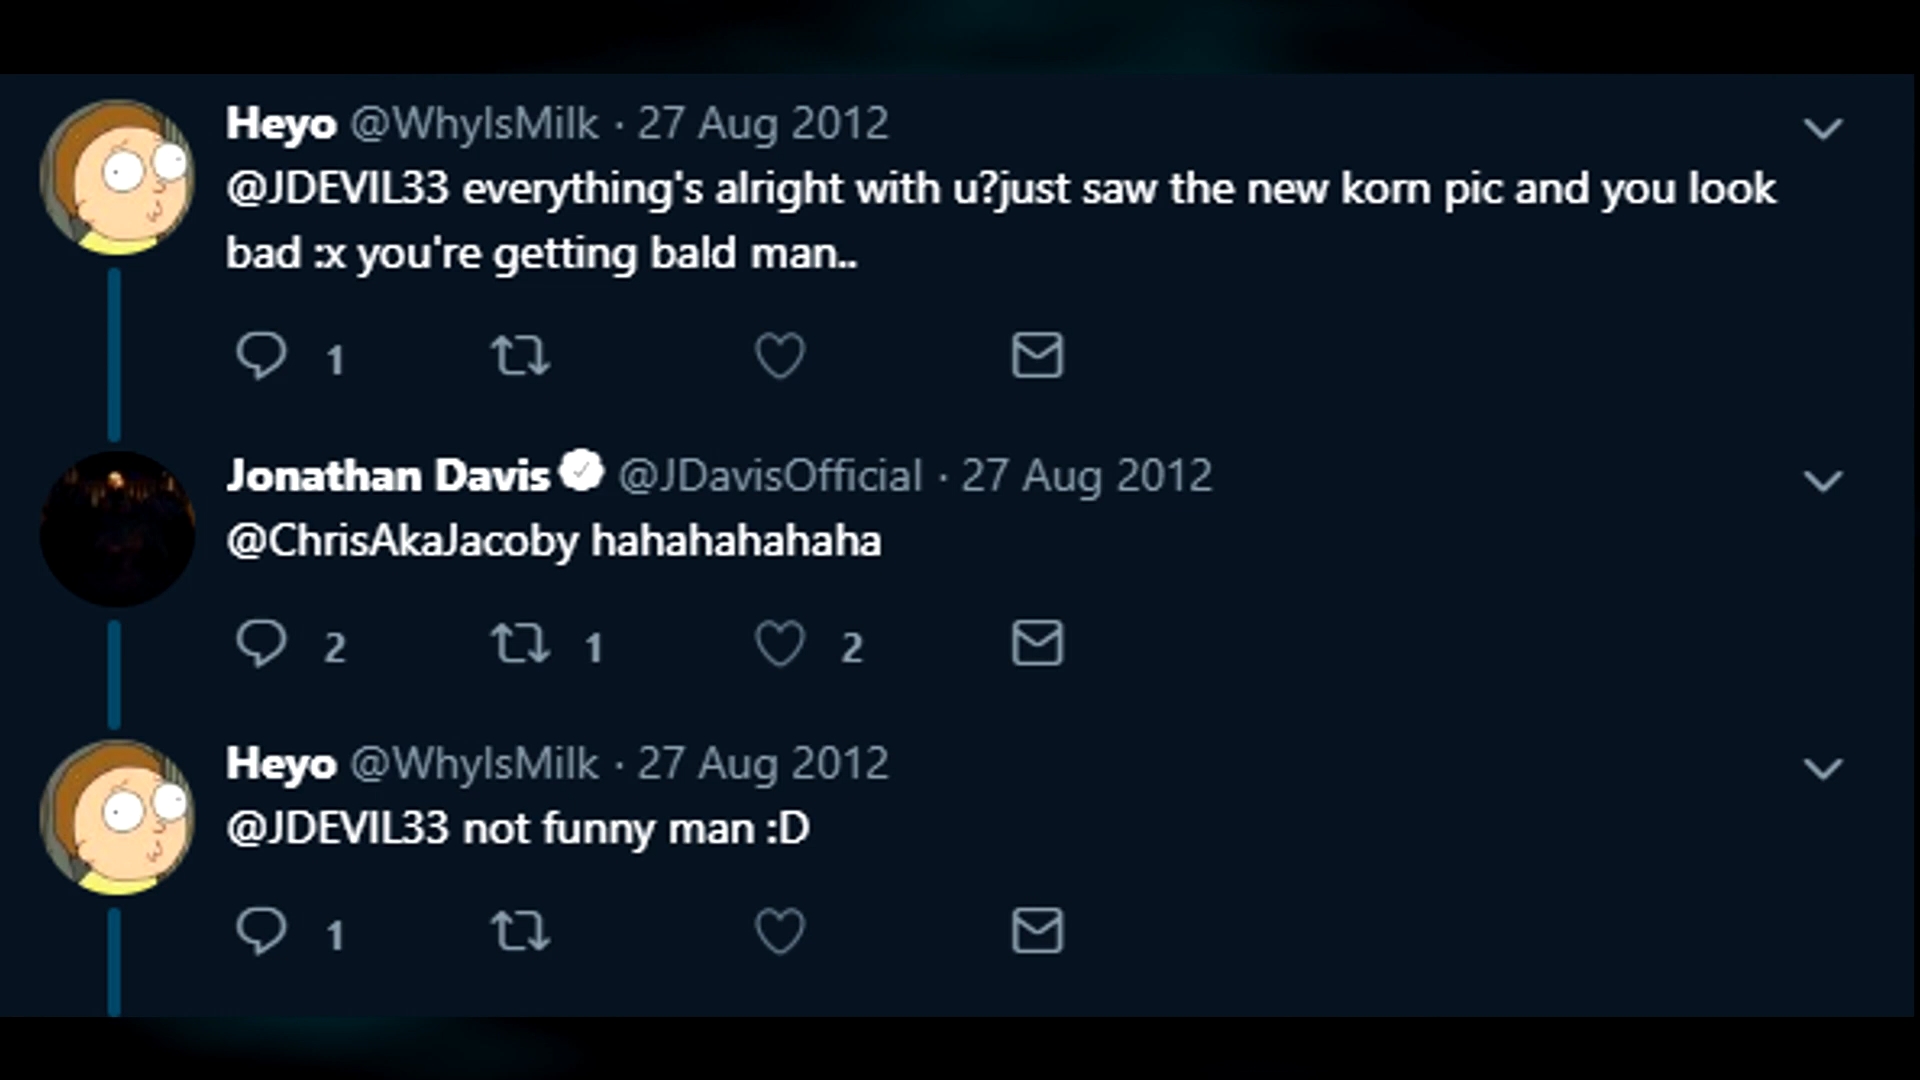 Heyo @WhyIsMilk · 27 Aug 2012
@JDEVIL33 everything's alright with u?just saw the new korn pic and you look
bad :x you're getting bald man..
1
Jonathan Davis @JDavisOfficial · 27 Aug 2012
@ChrisAkaJacoby hahahahahaha
2 1 2
Heyo @WhyIsMilk · 27 Aug 2012
@JDEVIL33 not funny man :D
1